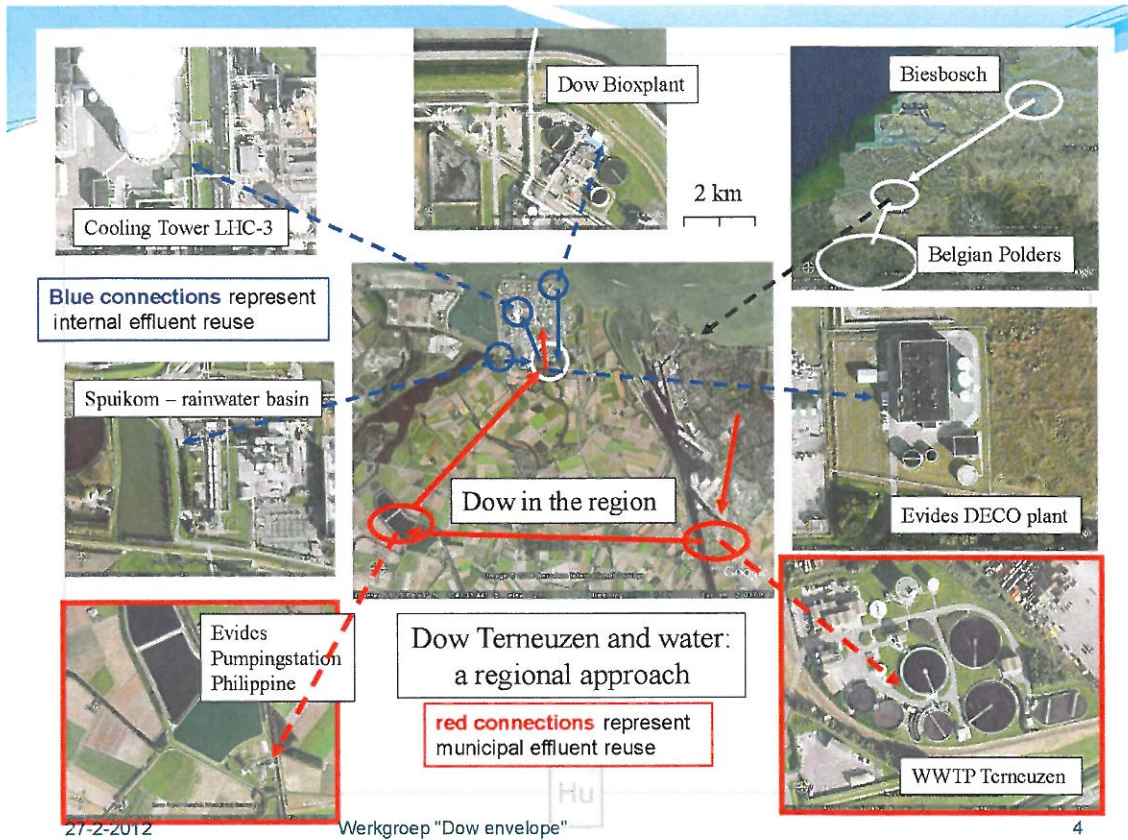 Dow Bioxplant
Biesbosch
2 km
Cooling Tower LHC-3
Belgian Polders
Blue connections represent
internal effluent reuse
Spuikom – rainwater basin
Dow in the region
Evides DECO plant
Google
Evides
Pumpingstation
Philippine
Dow Terneuzen and water:
a regional approach
red connections represent
municipal effluent reuse
WWTP Terneuzen
Hu
27-2-2012
Werkgroep "Dow envelope"
4